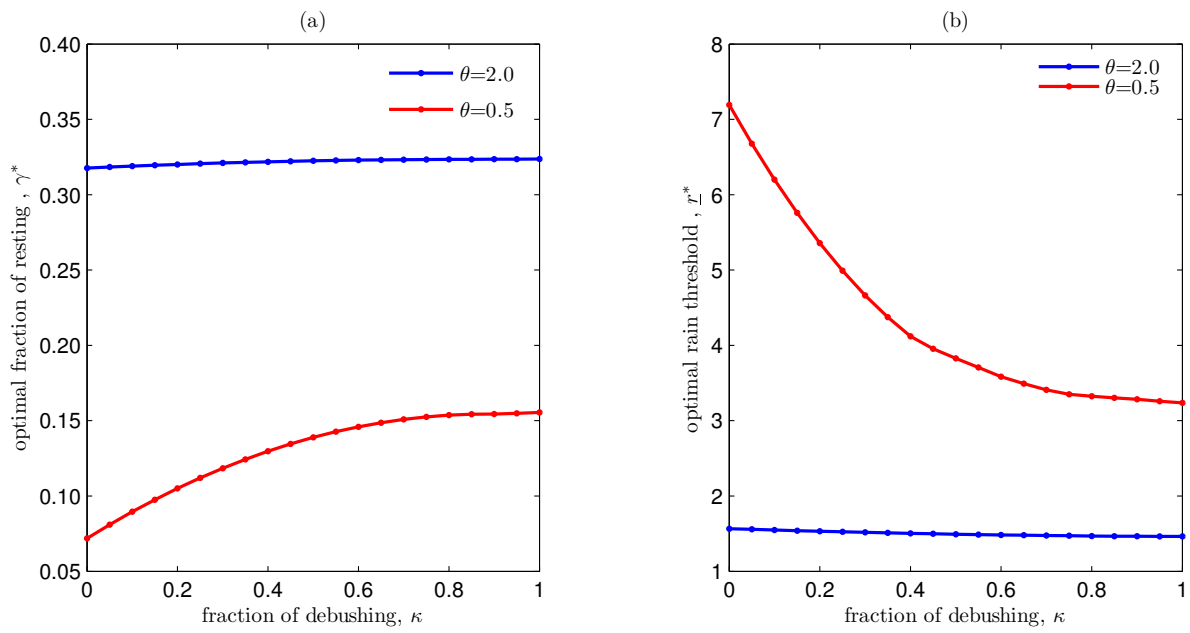 (a)
optimal fraction of resting , γ*
0.40
0.35
0.30
0.25
0.20
0.15
0.10
0.05
0
0.2
0.4
0.6
0.8
1
fraction of debushing, κ
θ=2.0
θ=0.5
(b)
optimal rain threshold , r*
8
7
6
5
4
3
2
1
0
0.2
0.4
0.6
0.8
1
fraction of debushing, κ
θ=2.0
θ=0.5